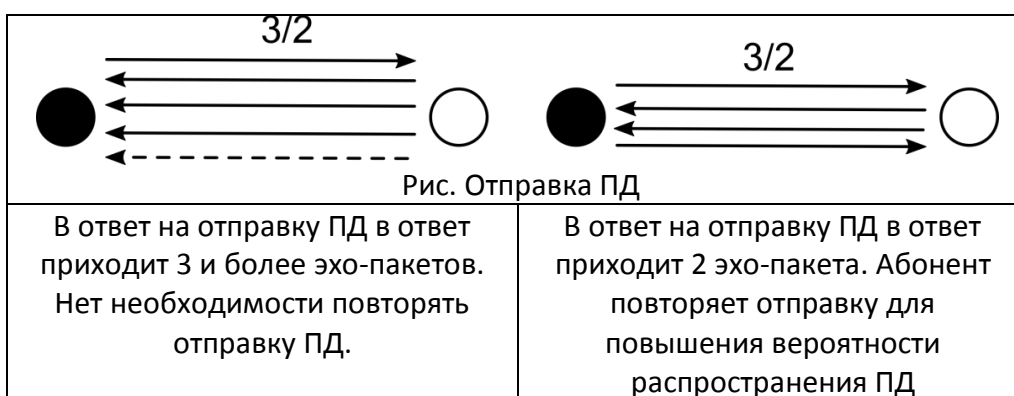 3/2
3/2
Рис. Отправка ПД
В ответ на отправку ПД в ответ
приходит 3 и более эхо-пакетов.
Нет необходимости повторять
отправку ПД.
В ответ на отправку ПД в ответ
приходит 2 эхо-пакета. Абонент
повторяет отправку для
повышения вероятности
распространения ПД